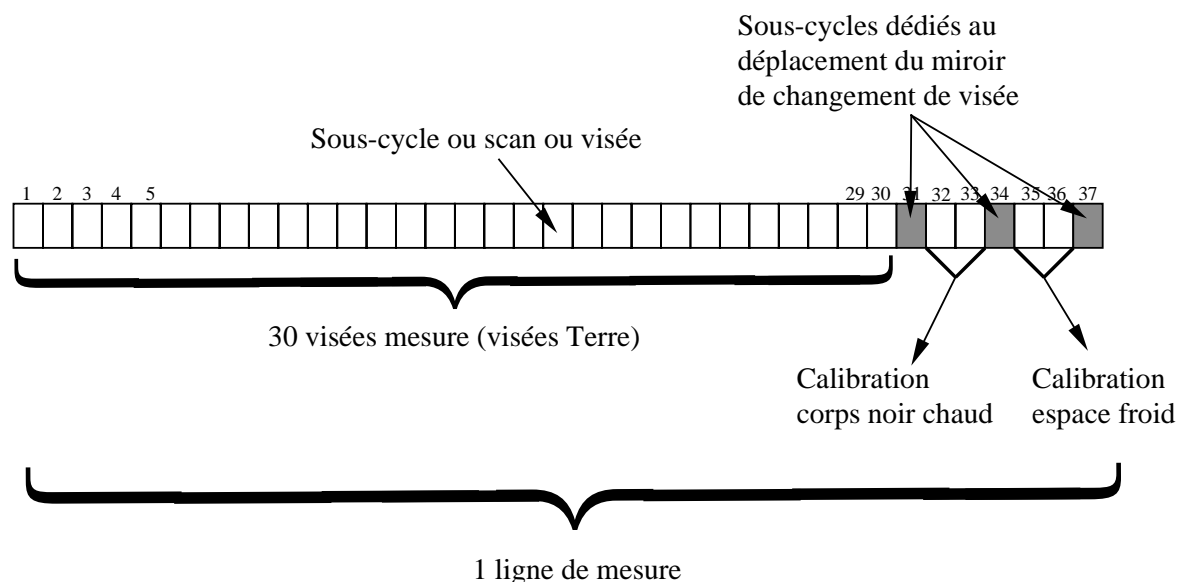 Sous-cycles dédiés au
déplacement du miroir
de changement de visée
Sous-cycle ou scan ou visée
1 2 3 4 5 29 30 31 32 33 34 35 36 37
30 visées mesure (visées Terre)
Calibration
corps noir chaud
Calibration
espace froid
1 ligne de mesure